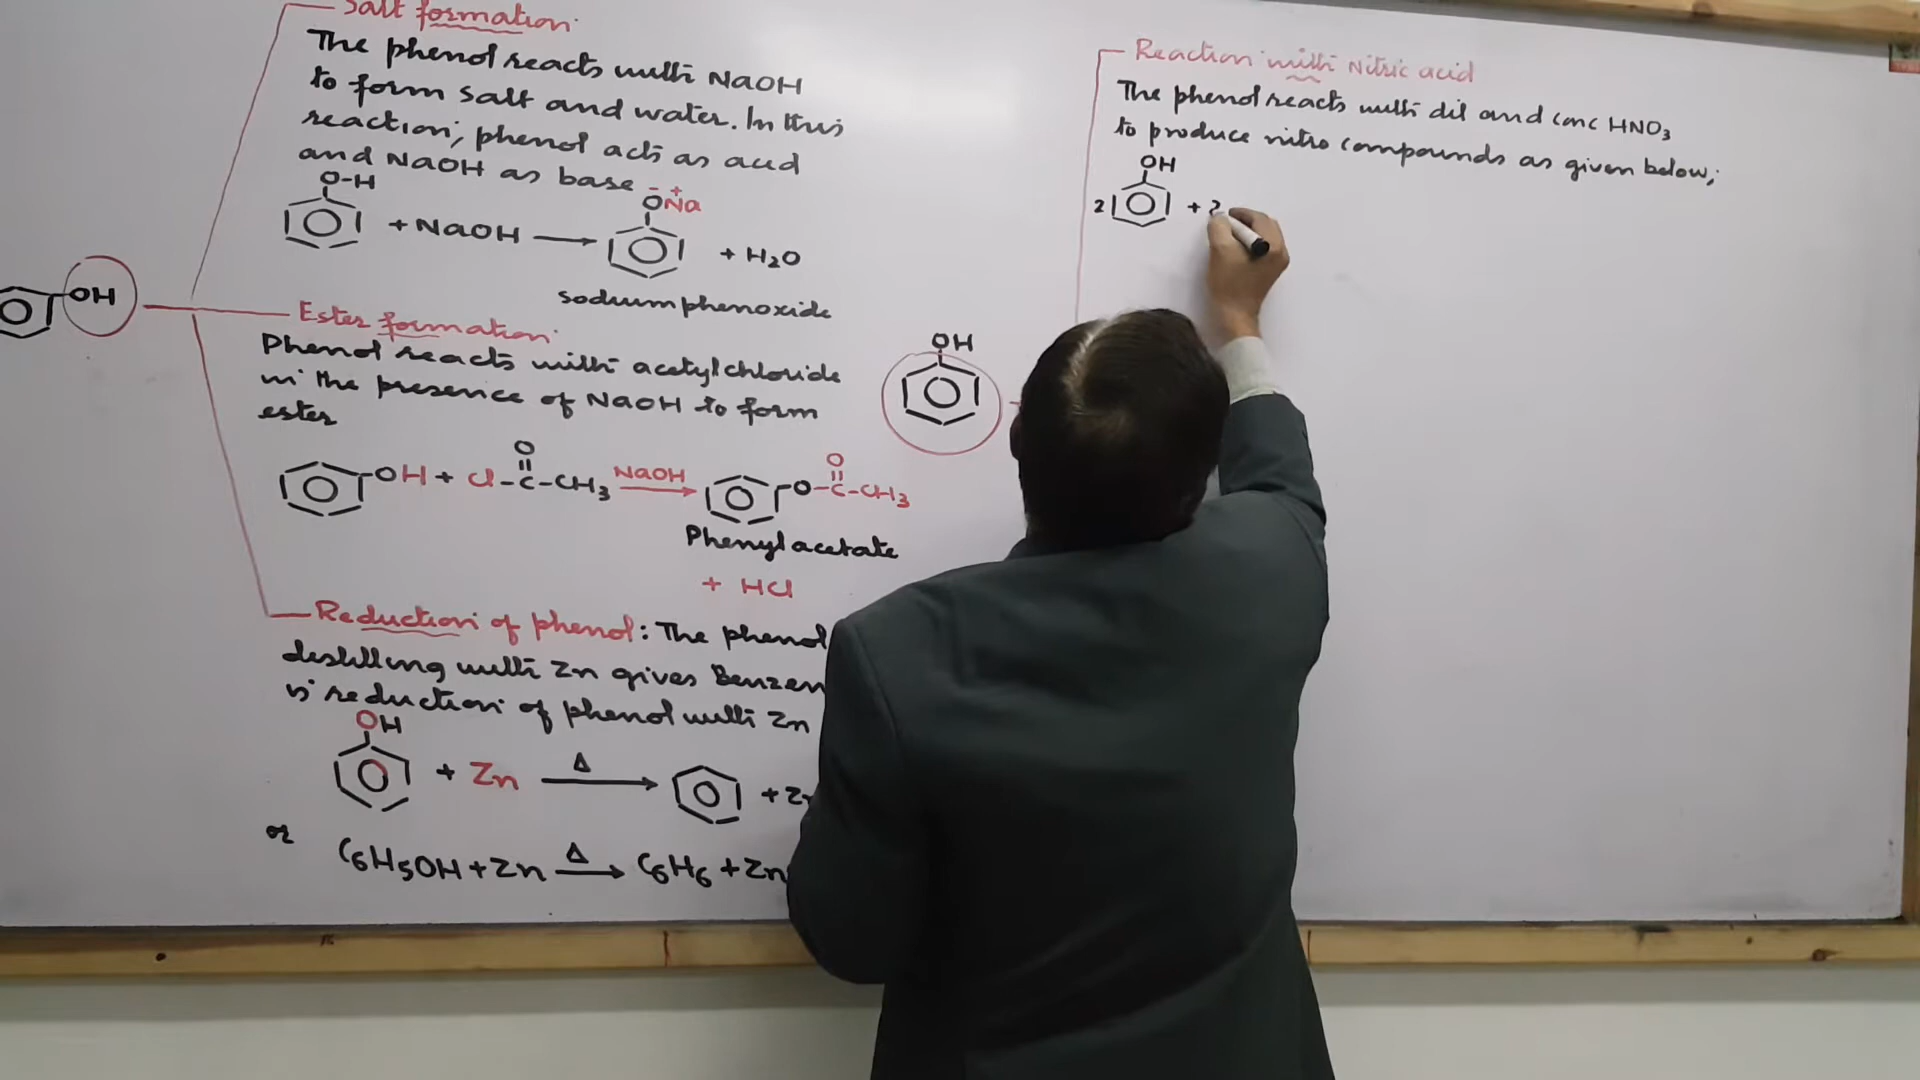 Salt formation
The phenol reacts with NaOH
to form salt and water. In this
reaction, phenol acts as acid
and NaOH as base
O-H
+ NaOH ⟶
- +
ONa
+ H₂O
sodium phenoxide
OH
Ester formation
Phenol reacts with acetylchloride
in the presence of NaOH to form
ester
OH + Cl-C-CH₃
O
NaOH
O-C-CH₃
O
Phenyl acetate
+ HCl
Reduction of phenol: The phenol
distilling with Zn gives Benzen
is reduction of phenol with Zn
OH
+ Zn
Δ
⟶
+ Zn
or
C₆H₅OH + Zn
Δ
⟶ C₆H₆ + Zn
OH
Reaction with Nitric acid
The phenol reacts with dil and conc HNO₃
to produce nitro compounds as given below;
OH
2
+